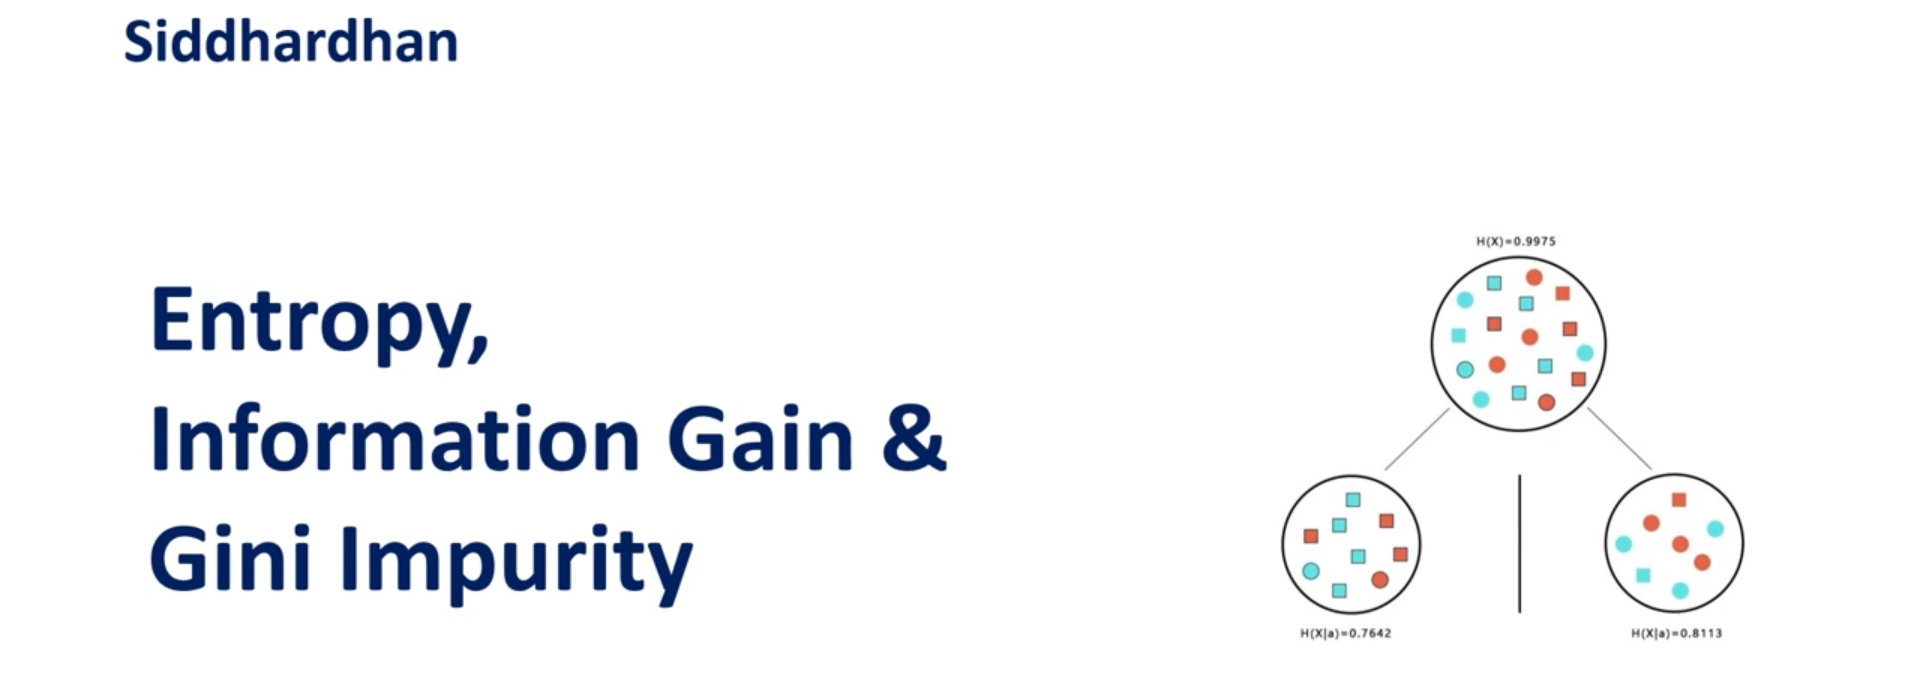 Siddhardhan
Entropy,
Information Gain &
Gini Impurity
H(X)=0.9975
H(X|a)=0.7642
H(X|a)=0.8113